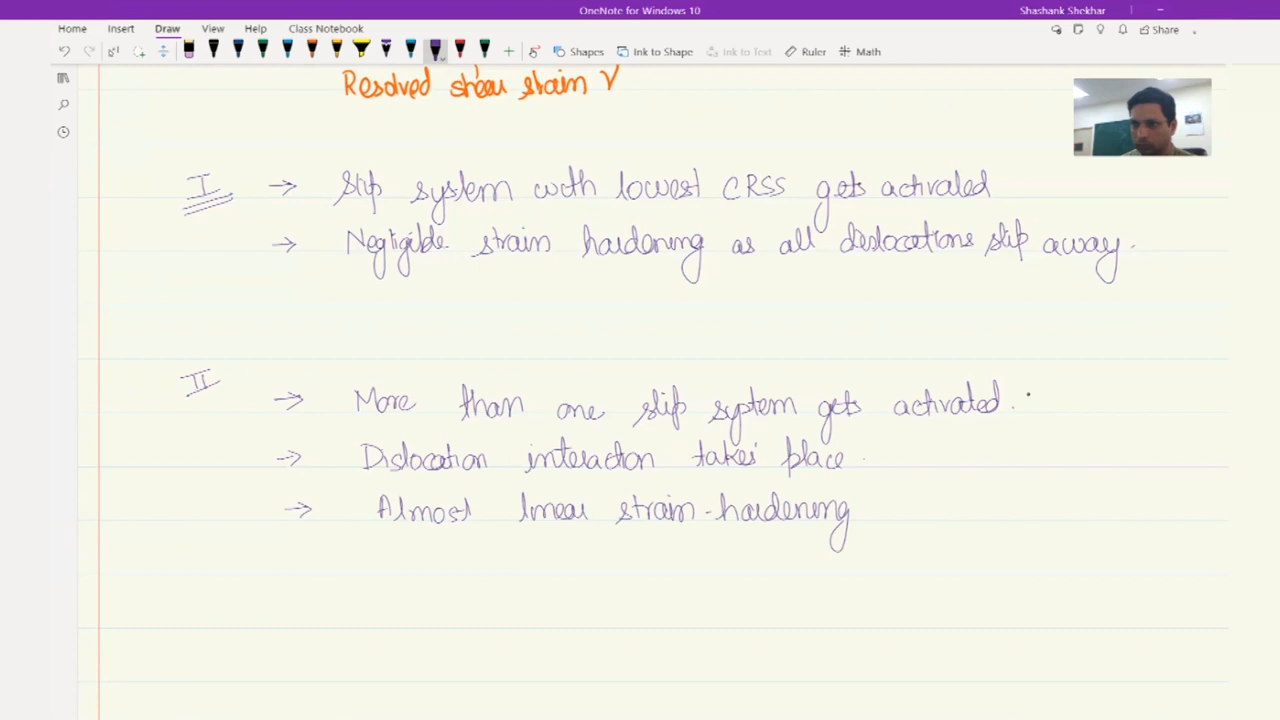 OneNote for Windows 10
Shashank Shekhar
Home Insert Draw View Help Class Notebook
Share
Shapes Ink to Shape Ink to Text Ruler Math
Resolved shear strain γ
I → Slip system with lowest CRSS gets activated
→ Negligible strain hardening as all dislocations slip away.
II → More than one slip system gets activated.
→ Dislocation interaction takes place
→ Almost linear strain-hardening